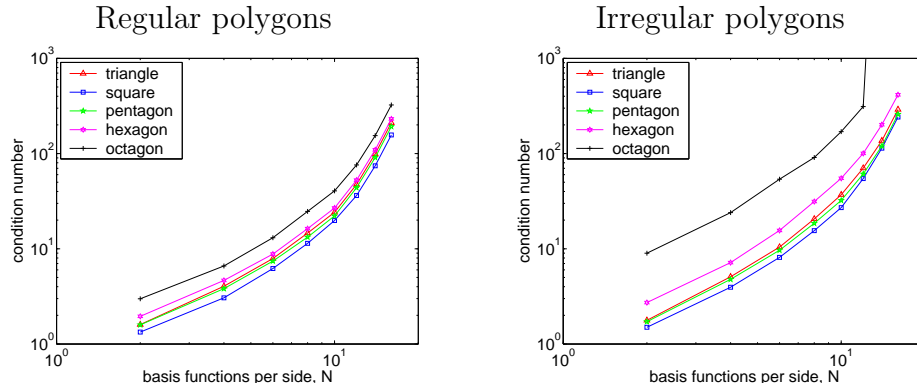 Regular polygons
10^3
10^2
10^1
10^0
condition number
triangle
square
pentagon
hexagon
octagon
10^0
10^1
basis functions per side, N
Irregular polygons
10^3
10^2
10^1
10^0
condition number
triangle
square
pentagon
hexagon
octagon
10^0
10^1
basis functions per side, N